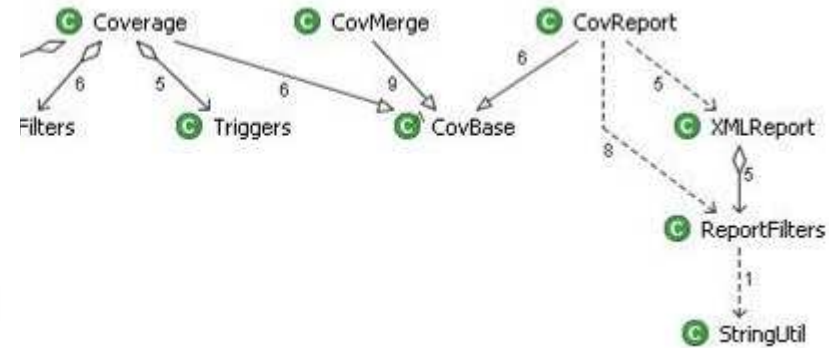 C Coverage C CovMerge C CovReport
6 5 6 9 6 5
Filters C Triggers C CovBase C XMLReport
8 5
C ReportFilters
1
C StringUtil